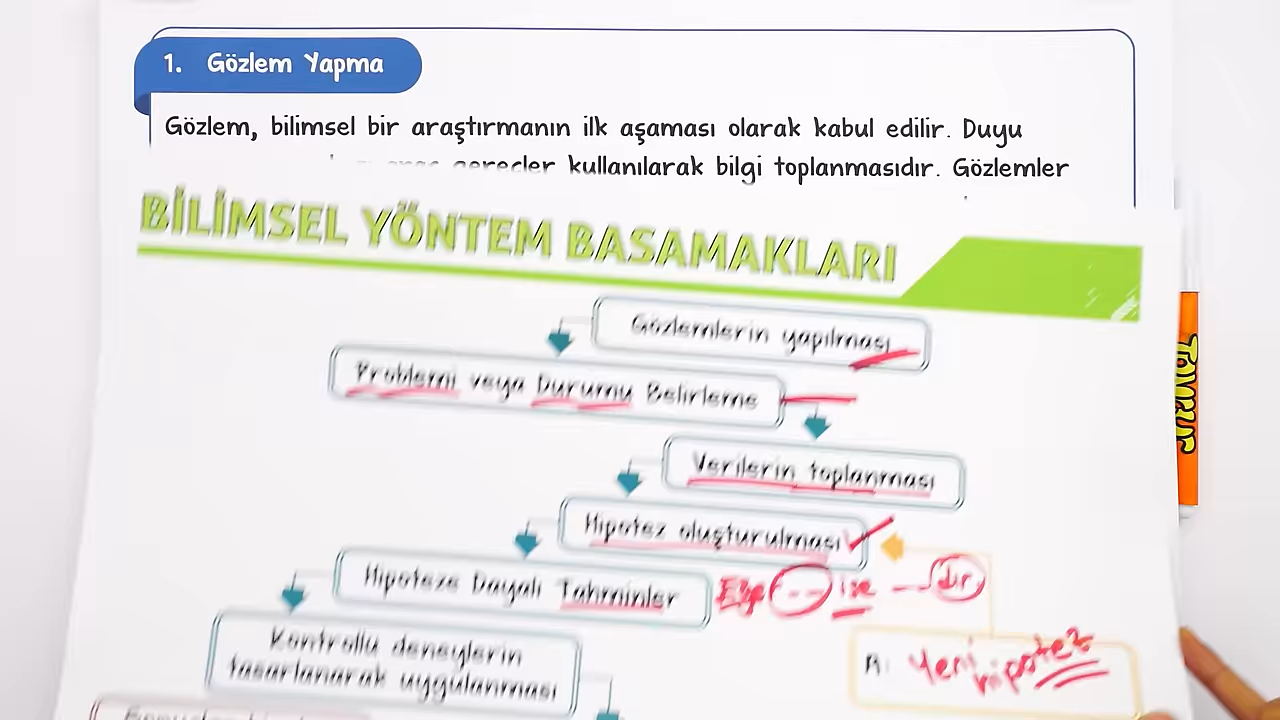 1. Gözlem Yapma
Gözlem, bilimsel bir araştırmanın ilk aşaması olarak kabul edilir. Duyu
gereçler kullanılarak bilgi toplanmasıdır. Gözlemler
BİLİMSEL YÖNTEM BASAMAKLARI
Gözlemlerin yapılması
Problemi veya Durumu Belirleme
Verilerin toplanması
Hipotez oluşturulması
Hipoteze Dayalı Tahminler
Eğer --- ise --- dır
Kontrollü deneylerin
tasarlanarak uygulanması
A: Yeni
hipotez